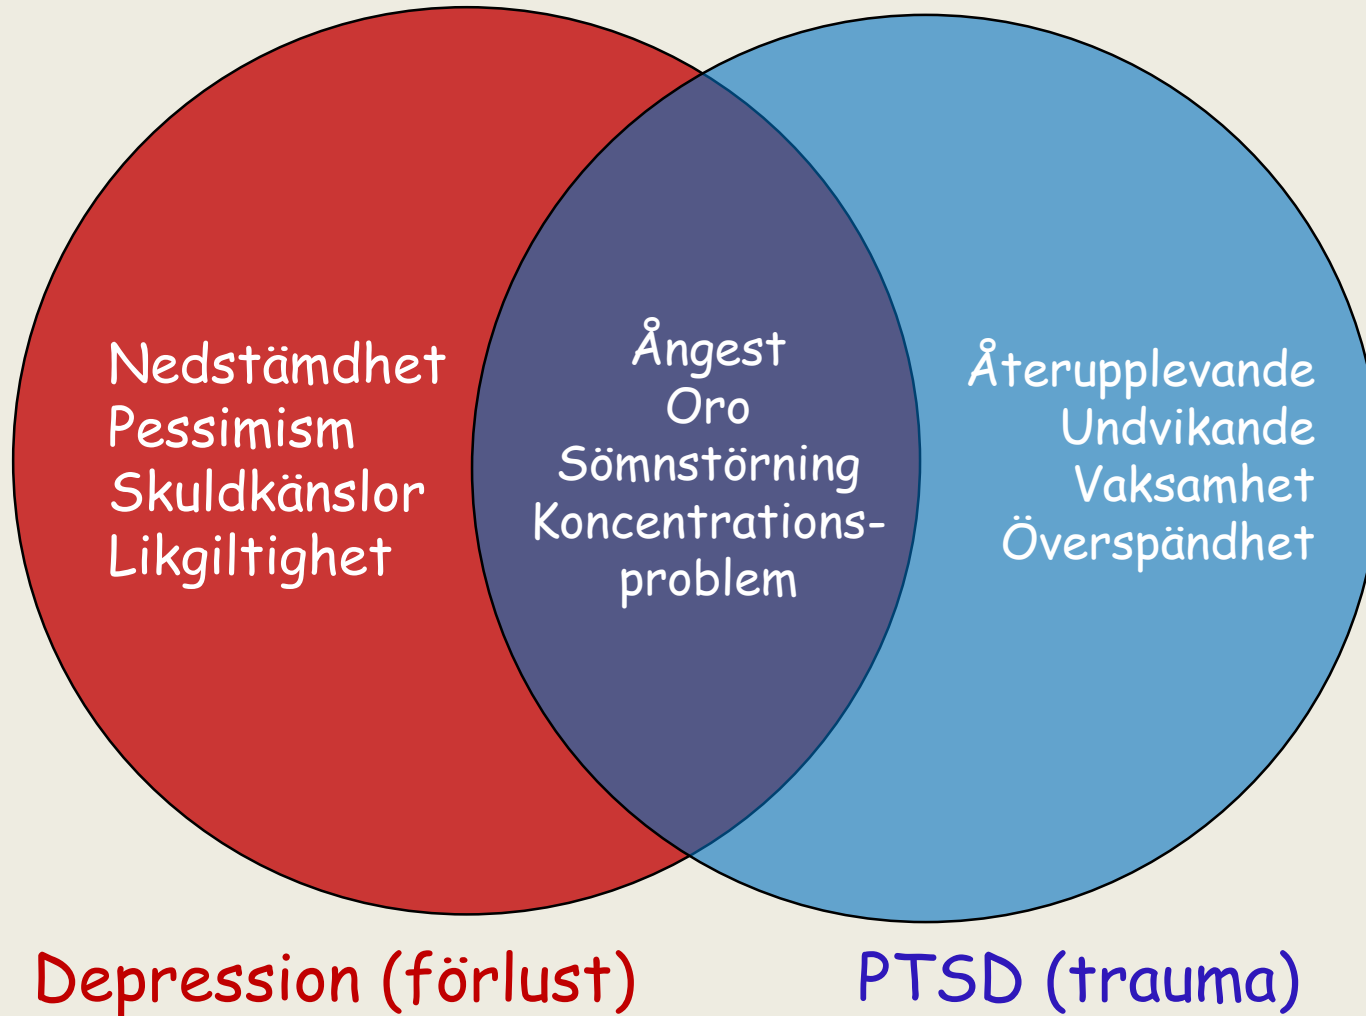 Nedstämdhet
Pessimism
Skuldkänslor
Likgiltighet
Ångest
Oro
Sömnstörning
Koncentrations-
problem
Återupplevande
Undvikande
Vaksamhet
Överspändhet
Depression (förlust)
PTSD (trauma)